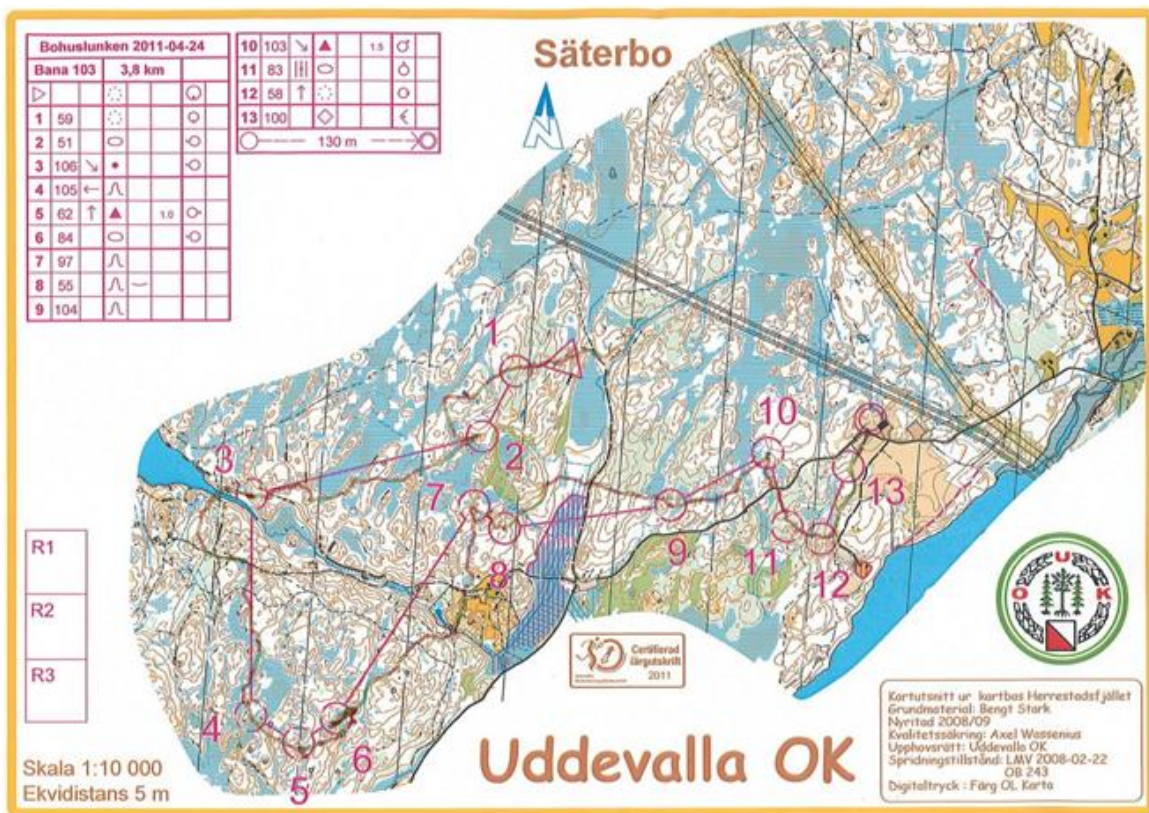 Bohuslunken 2011-04-24
Bana 103 3,8 km
1 59
2 51
3 106
4 105
5 62 1.0
6 84
7 97
8 55
9 104
10 103 1.5
11 83
12 58
13 100
130 m
Säterbo
N
1
2
3
7
8
9
10
11
12
13
4
5
6
R1
R2
R3
Skala 1:10 000
Ekvidistans 5 m
Certifierad
färgutskrift
2011
Uddevalla OK
O U K
Kartutsnitt ur kartbas Herrestadsfjället
Grundmaterial: Bengt Stark
Nyritad 2008/09
Kvalitetssäkring: Axel Wassenius
Upphovsrätt: Uddevalla OK
Spridningstillstånd: LMV 2008-02-22
OB 243
Digitaltryck : Färg OL Karta